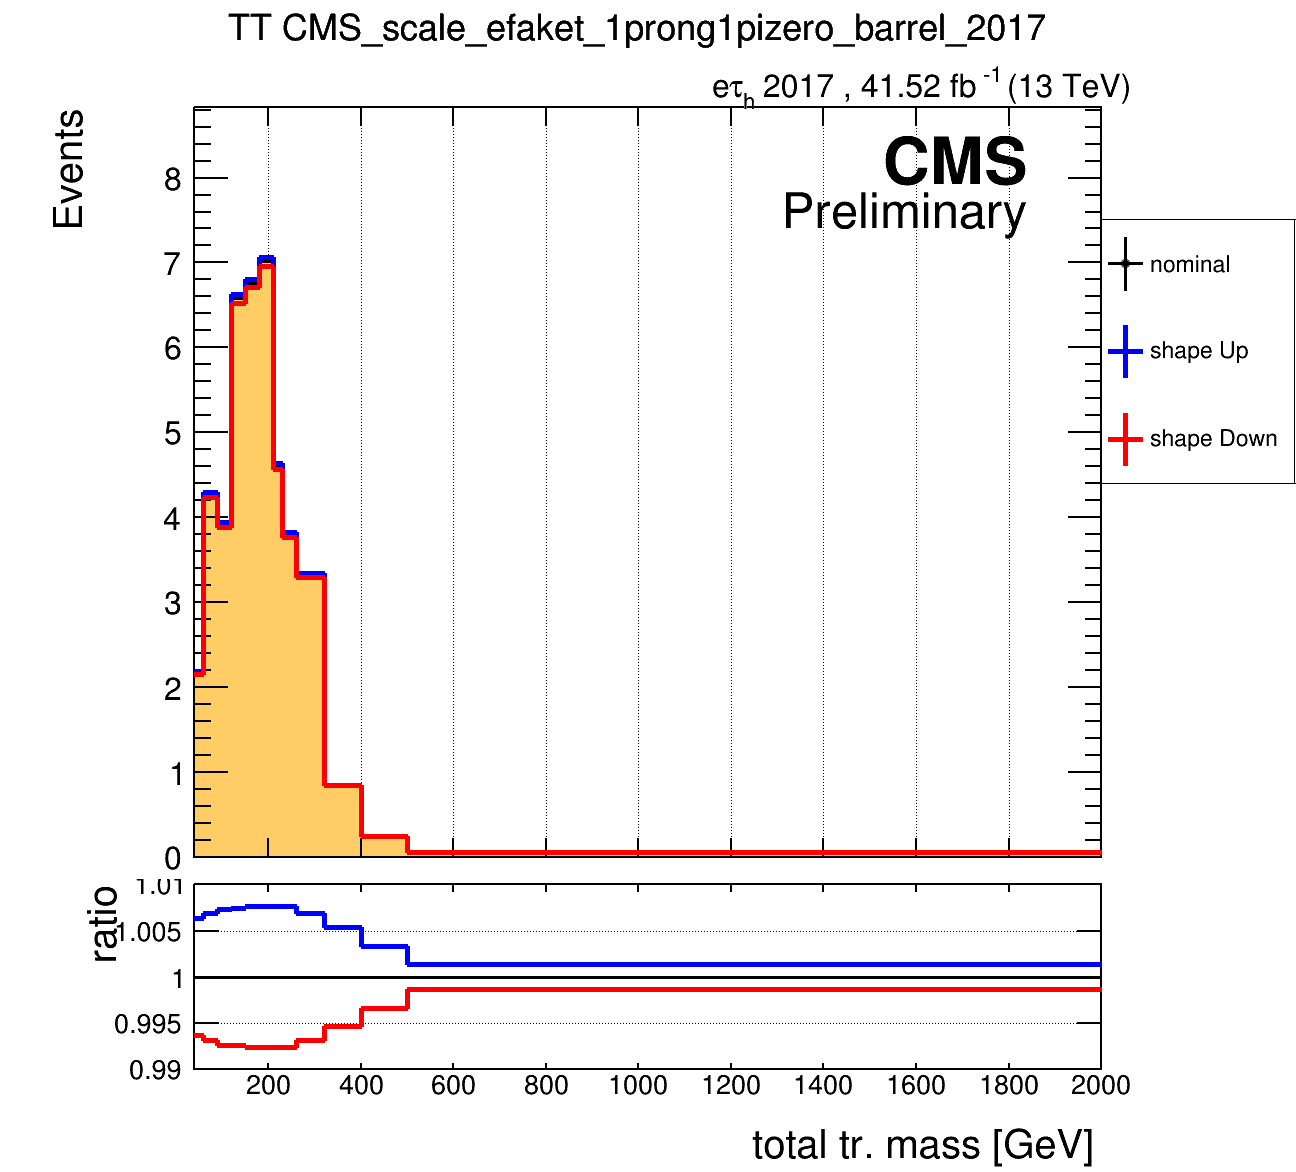 TT CMS_scale_efaket_1prong1pizero_barrel_2017
eτh 2017 , 41.52 fb -1 (13 TeV)
Events
CMS
Preliminary
8
7
6
5
4
3
2
1
0
nominal
shape Up
shape Down
ratio
1.01
1.005
1
0.995
0.99
200 400 600 800 1000 1200 1400 1600 1800 2000
total tr. mass [GeV]